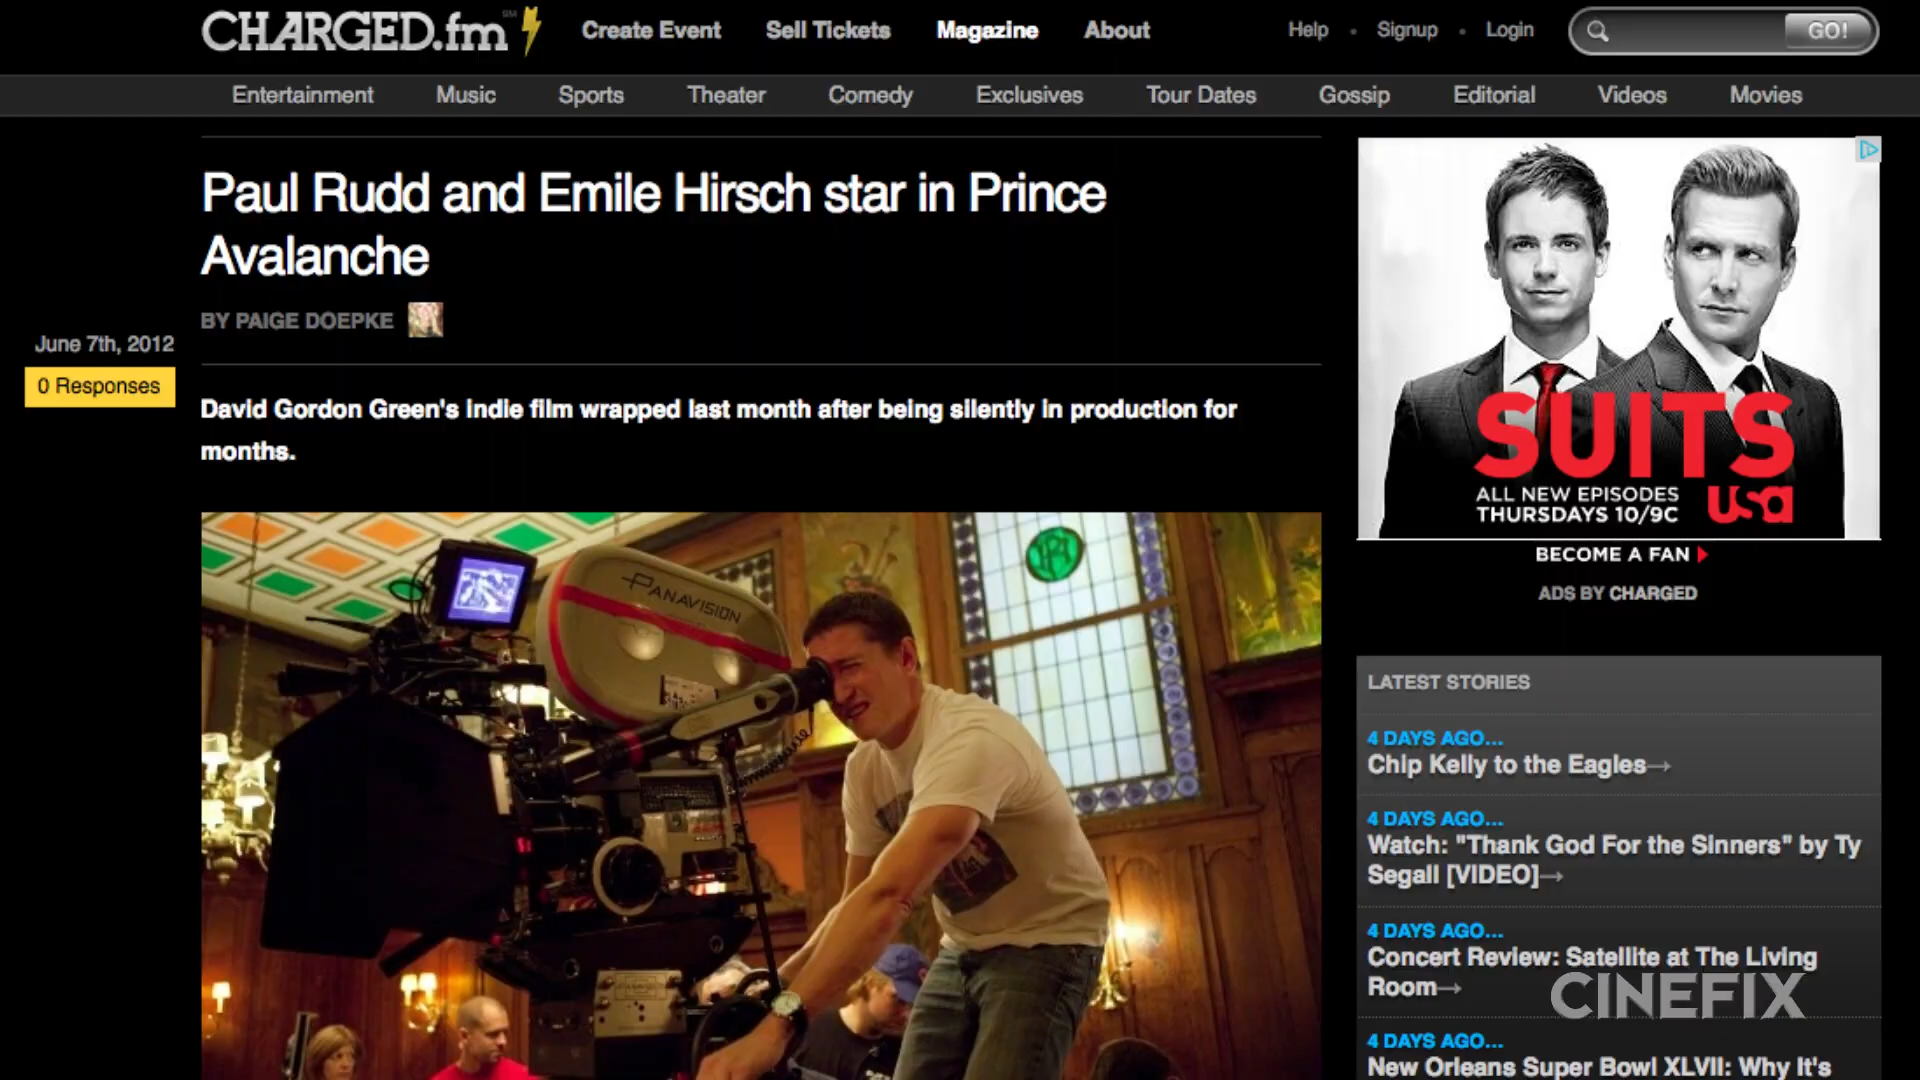 CHARGED.fm
Create Event
Sell Tickets
Magazine
About
Help
Signup
Login
GO!
Entertainment
Music
Sports
Theater
Comedy
Exclusives
Tour Dates
Gossip
Editorial
Videos
Movies
Paul Rudd and Emile Hirsch star in Prince
Avalanche
BY PAIGE DOEPKE
June 7th, 2012
0 Responses
David Gordon Green's indie film wrapped last month after being silently in production for
months.
PANAVISION
SUITS
ALL NEW EPISODES
THURSDAYS 10/9C
usa
BECOME A FAN
ADS BY CHARGED
LATEST STORIES
4 DAYS AGO...
Chip Kelly to the Eagles→
4 DAYS AGO...
Watch: "Thank God For the Sinners" by Ty
Segall [VIDEO]→
4 DAYS AGO...
Concert Review: Satellite at The Living
Room→
CINEFIX
4 DAYS AGO...
New Orleans Super Bowl XLVII: Why It's